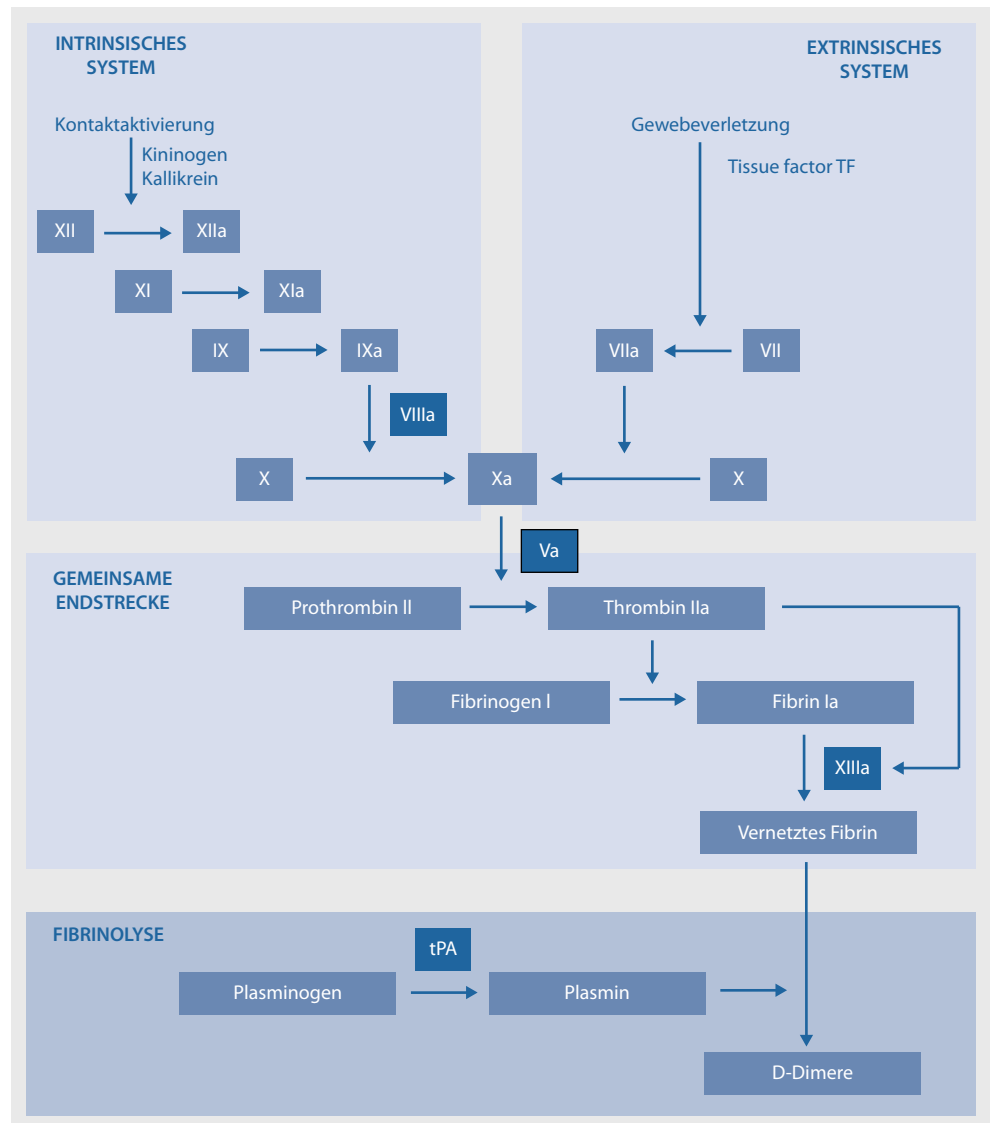 INTRINSISCHES
SYSTEM
EXTRINSISCHES
SYSTEM
Kontaktaktivierung
Kininogen
Kallikrein
Gewebeverletzung
Tissue factor TF
XII
XIIa
XI
XIa
IX
IXa
VIIa
VII
VIIIa
X
Xa
X
Va
GEMEINSAME
ENDSTRECKE
Prothrombin II
Thrombin IIa
Fibrinogen I
Fibrin Ia
XIIIa
Vernetztes Fibrin
FIBRINOLYSE
tPA
Plasminogen
Plasmin
D-Dimere